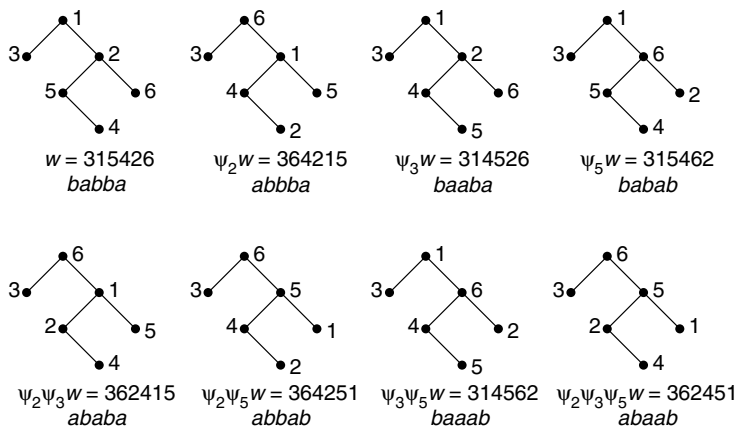 1 6 1 1
3 2 3 1 3 2 3 6
5 6 4 5 4 6 5 2
4 2 5 4
w = 315426 ψ₂w = 364215 ψ₃w = 314526 ψ₅w = 315462
babba abbba baaba babab
6 6 1 6
3 1 3 5 3 6 3 5
2 5 4 1 4 2 2 1
4 2 5 4
ψ₂ψ₃w = 362415 ψ₂ψ₅w = 364251 ψ₃ψ₅w = 314562 ψ₂ψ₃ψ₅w = 362451
ababa abbab baaab abaab